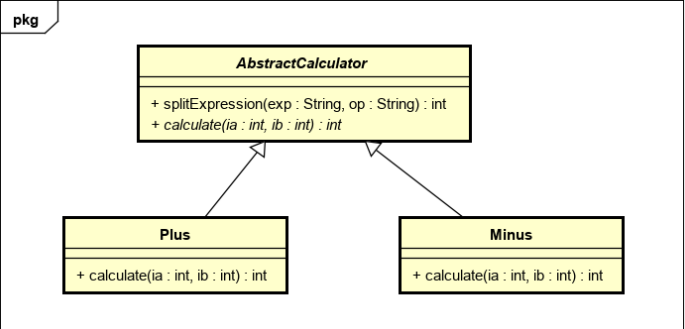 pkg
AbstractCalculator
+ splitExpression(exp : String, op : String) : int
+ calculate(ia : int, ib : int) : int
Plus
+ calculate(ia : int, ib : int) : int
Minus
+ calculate(ia : int, ib : int) : int